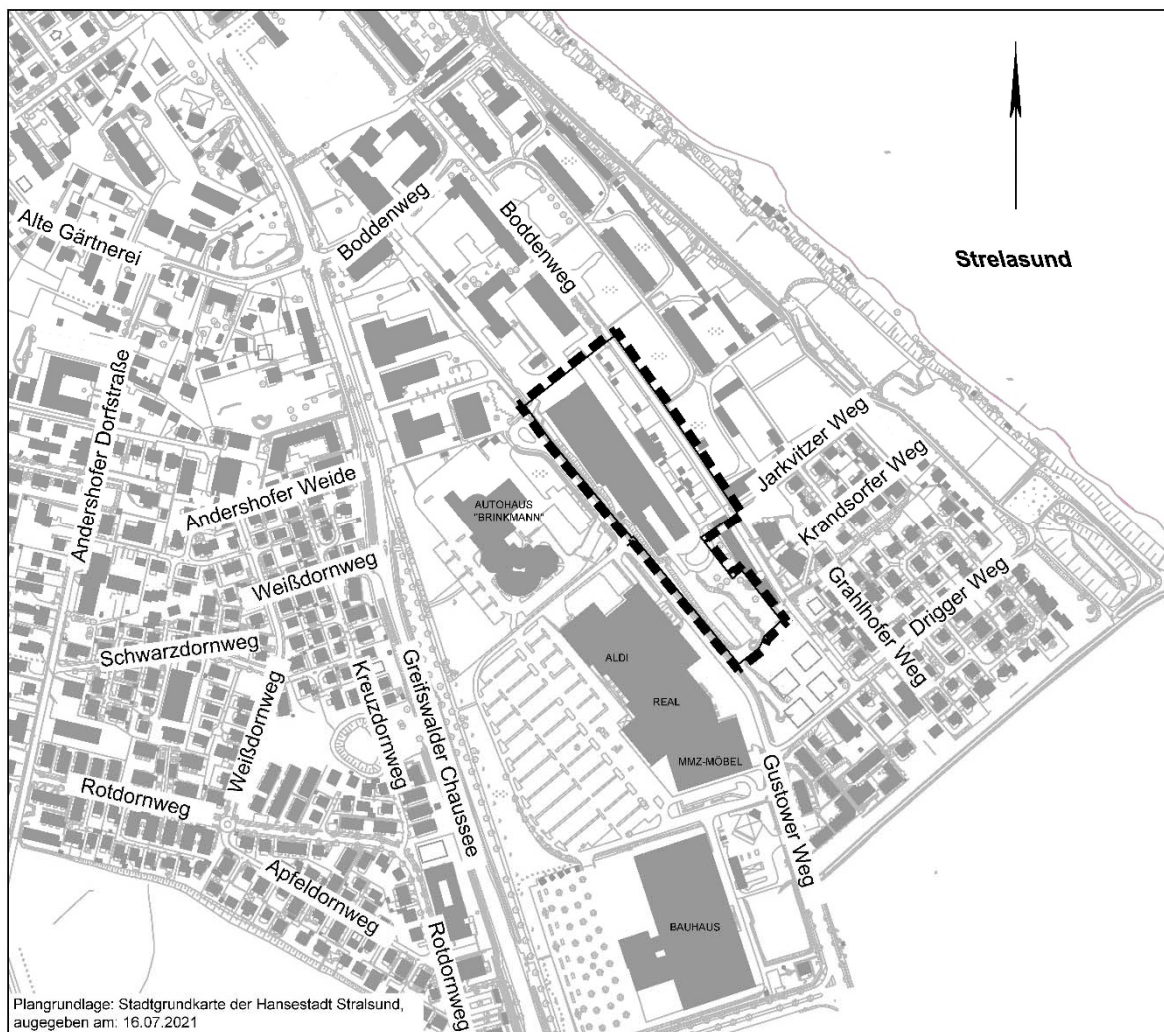 Strelasund
Boddenweg
Boddenweg
Alte Gärtnerei
Andershofer Dorfstraße
Jarkvitzer Weg
Krandsorfer Weg
Andershofer Weide
AUTOHAUS
"BRINKMANN"
Weißdornweg
Grahlhofer Weg
Drigger Weg
Schwarzdornweg
Kreuzdornweg
Greifswalder Chaussee
ALDI
REAL
MMZ-MÖBEL
Weißdornweg
Rotdornweg
Gustower Weg
Apfeldornweg
Rotdornweg
BAUHAUS
Plangrundlage: Stadtgrundkarte der Hansestadt Stralsund,
augegeben am: 16.07.2021